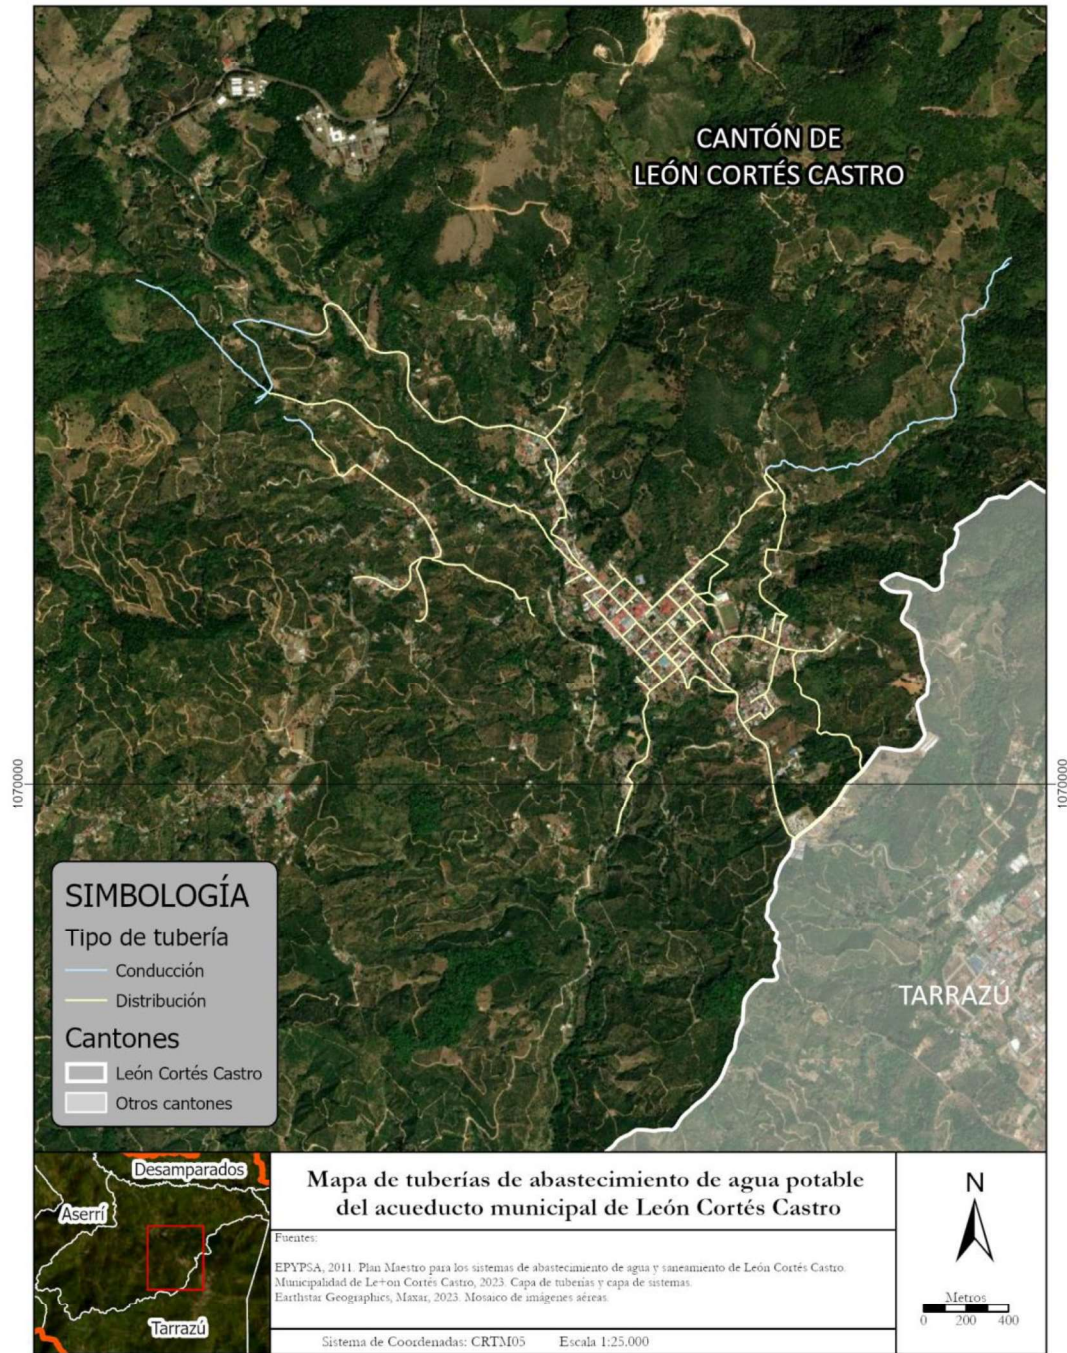 CANTÓN DE
LEÓN CORTÉS CASTRO
1070000
1070000
SIMBOLOGÍA
Tipo de tubería
Conducción
Distribución
Cantones
León Cortés Castro
Otros cantones
TARRAZÚ
Desamparados
Aserrí
Tarrazú
Mapa de tuberías de abastecimiento de agua potable
del acueducto municipal de León Cortés Castro
Fuentes:
EPYPSA, 2011. Plan Maestro para los sistemas de abastecimiento de agua y saneamiento de León Cortés Castro.
Municipalidad de Le+on Cortés Castro, 2023. Capa de tuberías y capa de sistemas.
Earthstar Geographics, Maxar, 2023. Mosaico de imágenes aéreas.
Sistema de Coordenadas: CRTM05 Escala 1:25.000
N
Metros
0 200 400